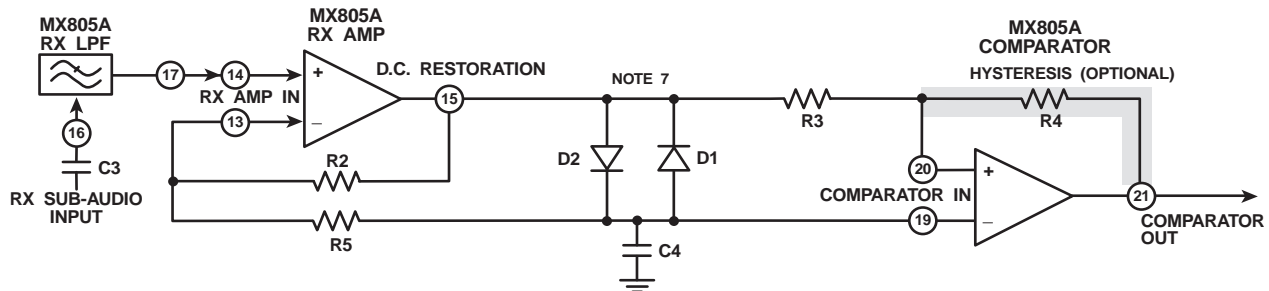 MX805A
RX LPF
MX805A
RX AMP
MX805A
COMPARATOR
D.C. RESTORATION
NOTE 7
HYSTERESIS (OPTIONAL)
17
14
+
RX AMP IN
15
R3
R4
13
–
16
C3
D2
D1
20
+
R2
COMPARATOR IN
RX SUB-AUDIO
INPUT
19
–
21
COMPARATOR
OUT
R5
C4